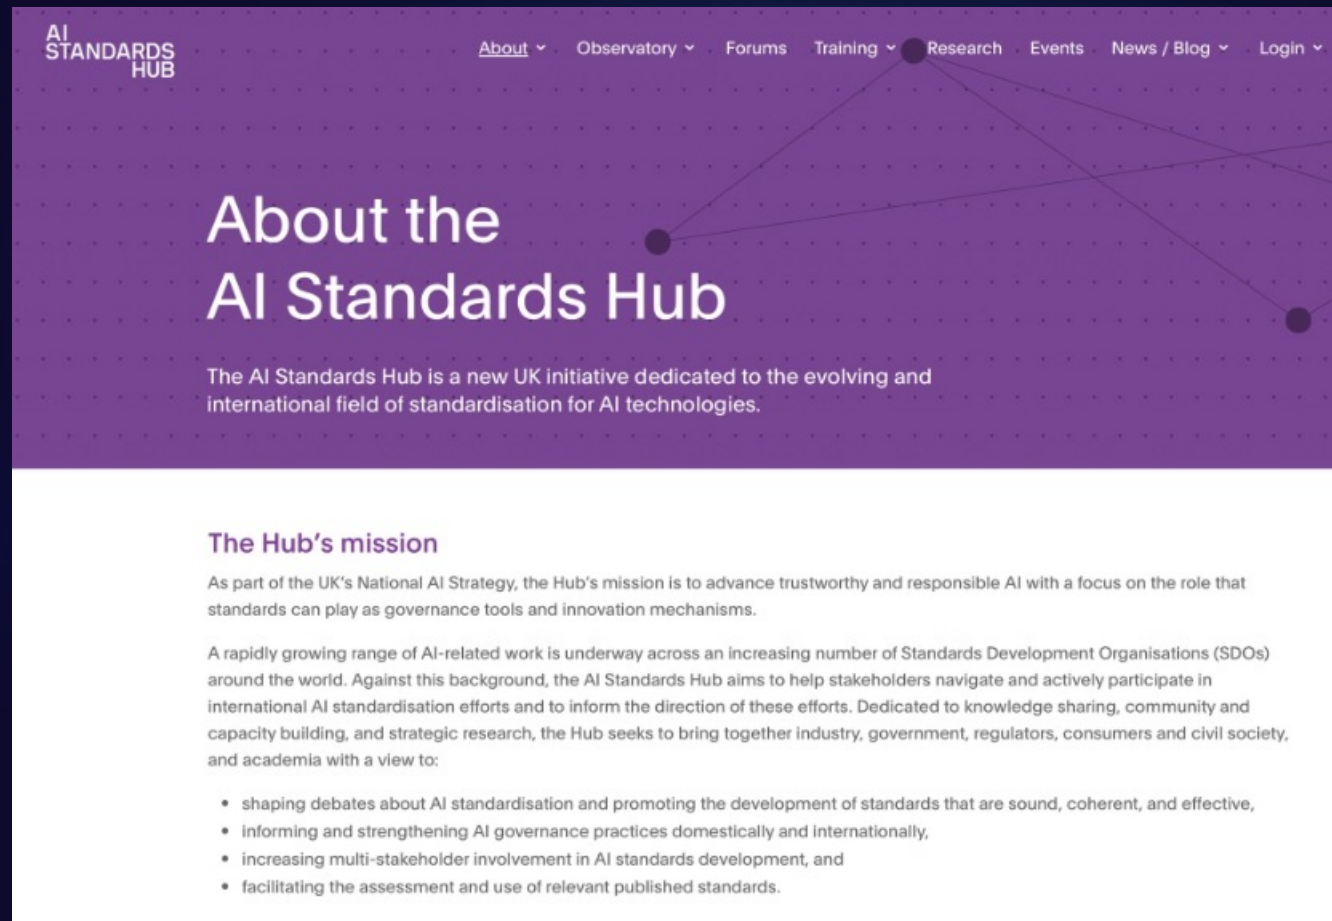 AI
STANDARDS
HUB
About Observatory Forums Training Research Events News / Blog Login
About the
AI Standards Hub
The AI Standards Hub is a new UK initiative dedicated to the evolving and
international field of standardisation for AI technologies.
The Hub's mission
As part of the UK's National AI Strategy, the Hub's mission is to advance trustworthy and responsible AI with a focus on the role that
standards can play as governance tools and innovation mechanisms.
A rapidly growing range of AI-related work is underway across an increasing number of Standards Development Organisations (SDOs)
around the world. Against this background, the AI Standards Hub aims to help stakeholders navigate and actively participate in
international AI standardisation efforts and to inform the direction of these efforts. Dedicated to knowledge sharing, community and
capacity building, and strategic research, the Hub seeks to bring together industry, government, regulators, consumers and civil society,
and academia with a view to:
• shaping debates about AI standardisation and promoting the development of standards that are sound, coherent, and effective,
• informing and strengthening AI governance practices domestically and internationally,
• increasing multi-stakeholder involvement in AI standards development, and
• facilitating the assessment and use of relevant published standards.